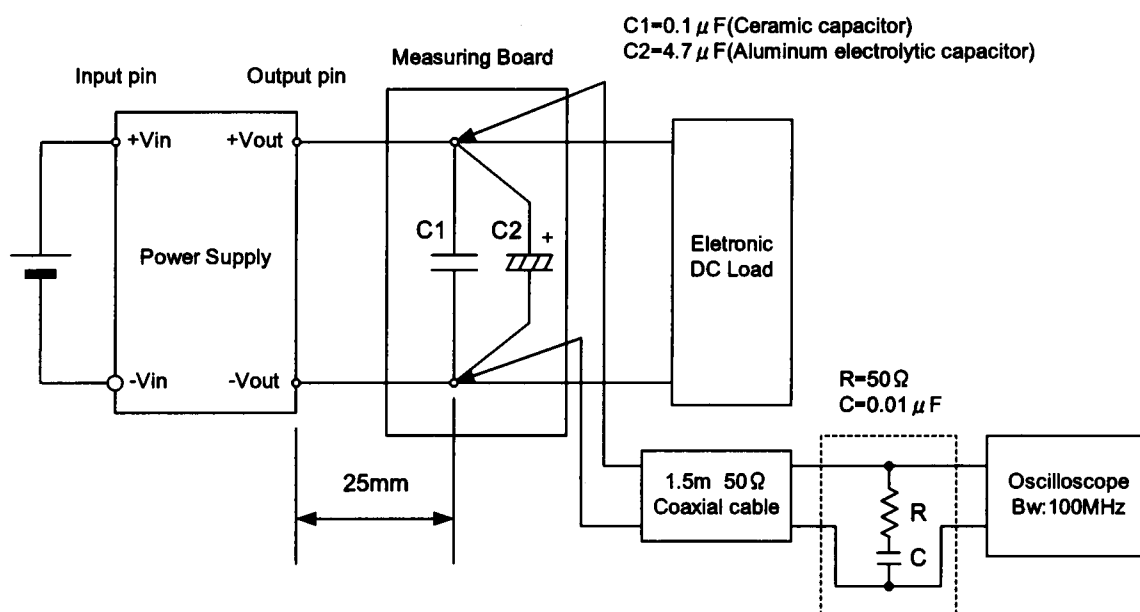 C1=0.1μF(Ceramic capacitor)
C2=4.7μF(Aluminum electrolytic capacitor)
Measuring Board
Input pin
Output pin
+Vin
+Vout
C1
C2
+
Power Supply
Eletronic
DC Load
-Vin
-Vout
R=50Ω
C=0.01μF
25mm
1.5m 50Ω
Coaxial cable
R
C
Oscilloscope
Bw:100MHz